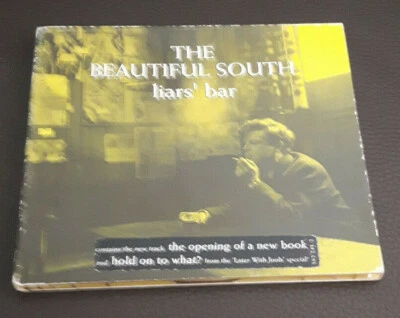 THE
BEAUTIFUL SOUTH
liars' bar
contains the new track the opening of a new book
and hold on to what? from the 'Later With Jools' special!